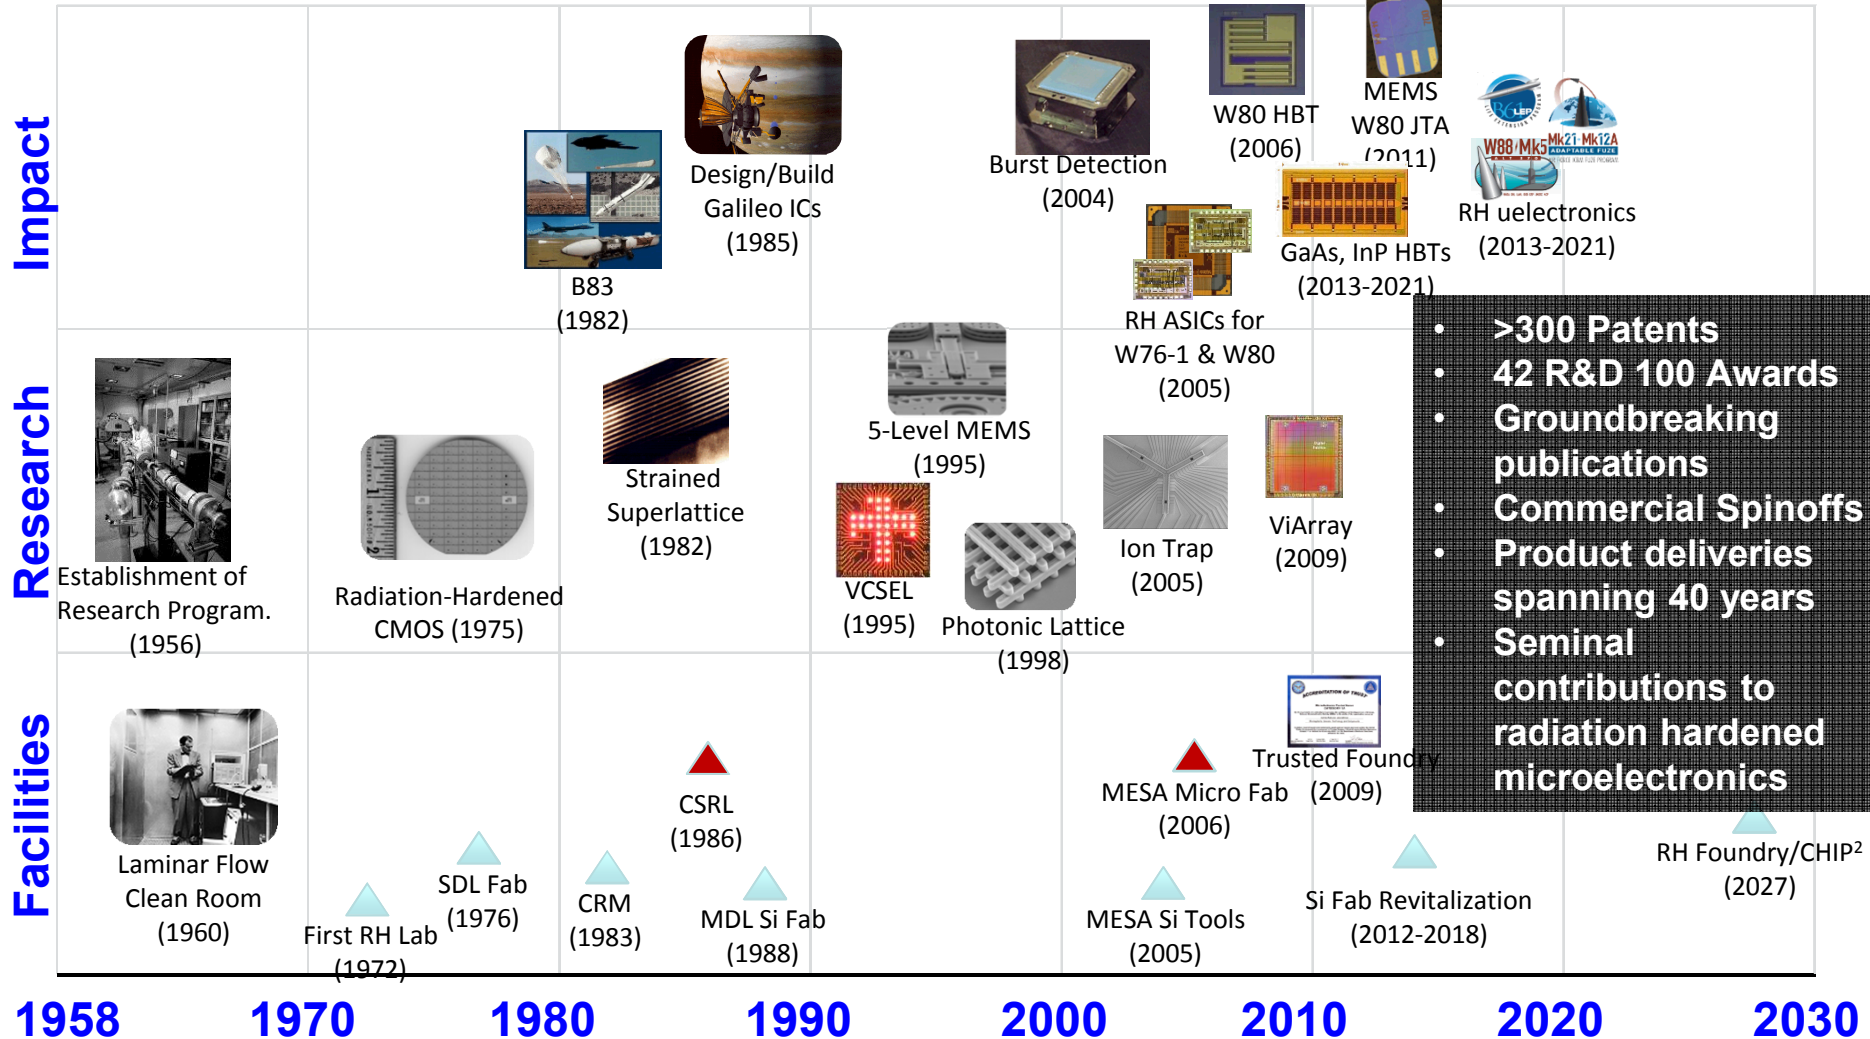 Impact
B83
(1982)
Design/Build
Galileo ICs
(1985)
Burst Detection
(2004)
W80 HBT
(2006)
MEMS
W80 JTA
(2011)
RH ASICs for
W76-1 & W80
(2005)
GaAs, InP HBTs
(2013-2021)
B61
LEP
Mk21 Mk12A
ADAPTABLE FUZE
W88/Mk5
RH uelectronics
(2013-2021)
Research
Establishment of
Research Program.
(1956)
Radiation-Hardened
CMOS (1975)
Strained
Superlattice
(1982)
5-Level MEMS
(1995)
VCSEL
(1995)
Photonic Lattice
(1998)
Ion Trap
(2005)
ViArray
(2009)
• >300 Patents
• 42 R&D 100 Awards
• Groundbreaking
publications
• Commercial Spinoffs
• Product deliveries
spanning 40 years
• Seminal
contributions to
radiation hardened
microelectronics
Facilities
Laminar Flow
Clean Room
(1960)
First RH Lab
(1972)
SDL Fab
(1976)
CRM
(1983)
CSRL
(1986)
MDL Si Fab
(1988)
MESA Micro Fab
(2006)
MESA Si Tools
(2005)
ACCREDITATION OF TRUST
Trusted Foundry
(2009)
Si Fab Revitalization
(2012-2018)
RH Foundry/CHIP²
(2027)
1958 1970 1980 1990 2000 2010 2020 2030